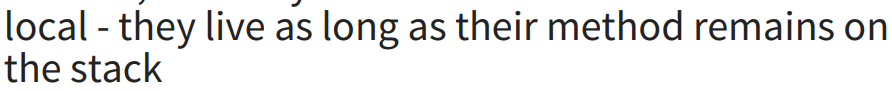 local - they live as long as their method remains on
the stack